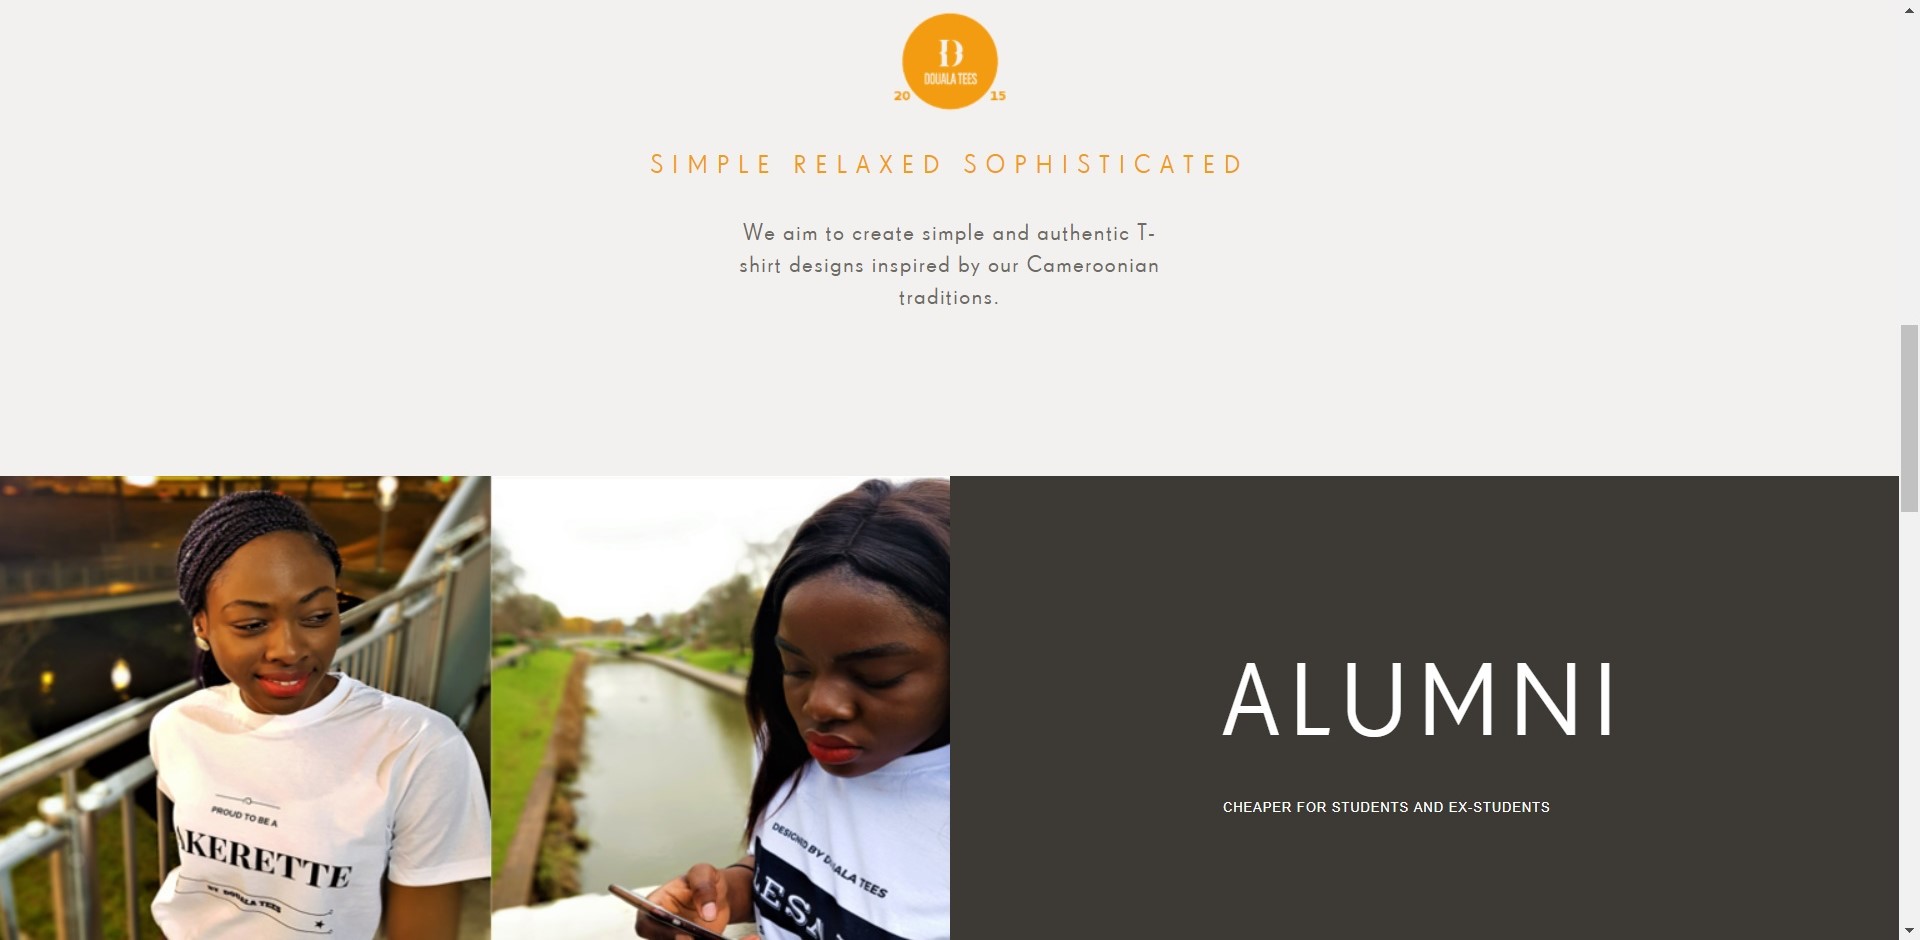 D
DOUALA TEES
20 15
SIMPLE RELAXED SOPHISTICATED
We aim to create simple and authentic T-
shirt designs inspired by our Cameroonian
traditions.
PROUD TO BE A
AKERETTE
BY DOUALA TEES
DESIGNED BY DOUALA TEES
LESA
ALUMNI
CHEAPER FOR STUDENTS AND EX-STUDENTS